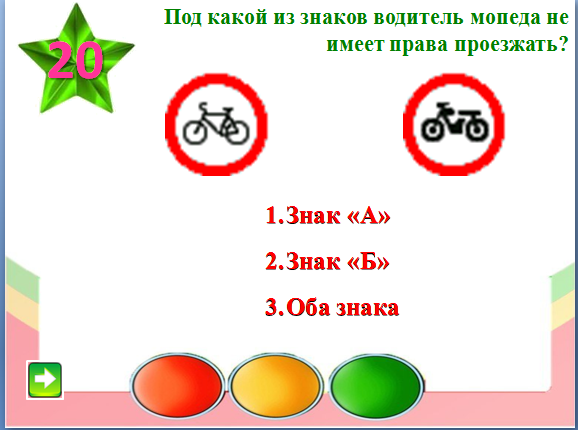 20
Под какой из знаков водитель мопеда не
имеет права проезжать?
1.Знак «А»
2.Знак «Б»
3.Оба знака